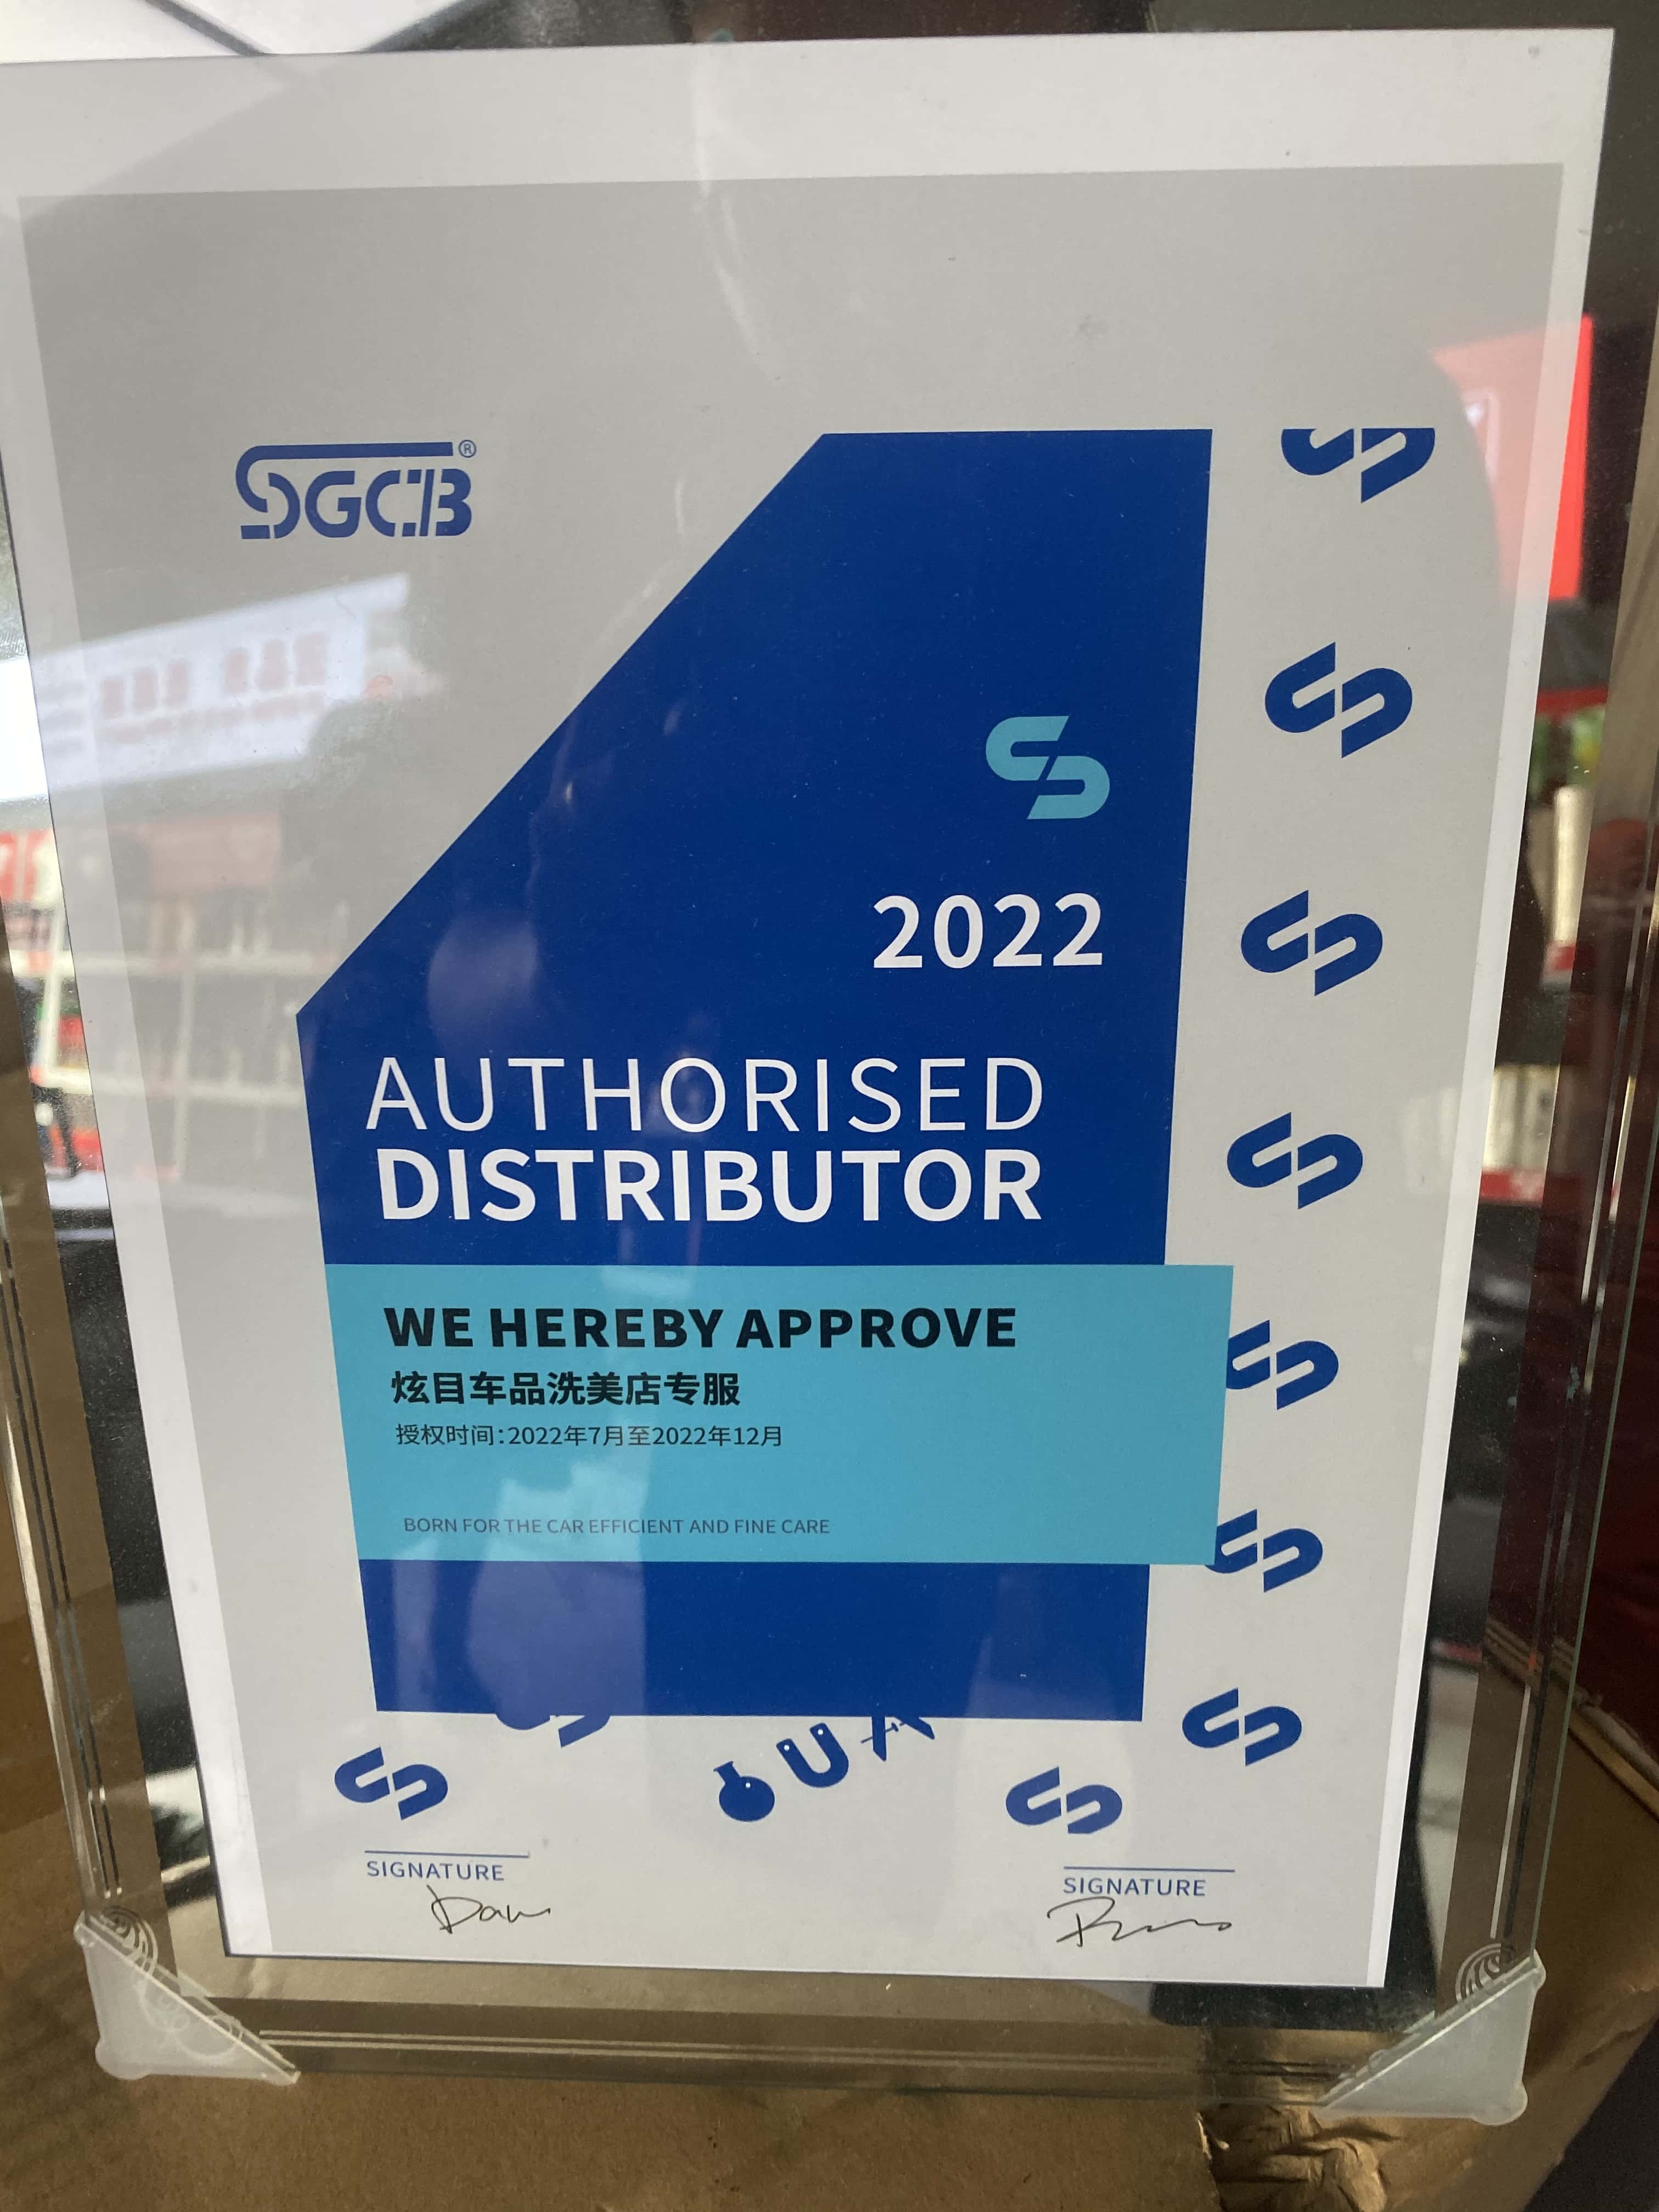 SGCB®
2022
AUTHORISED
DISTRIBUTOR
WE HEREBY APPROVE
炫目车品洗美店专服
授权时间:2022年7月至2022年12月
BORN FOR THE CAR EFFICIENT AND FINE CARE
SIGNATURE
SIGNATURE